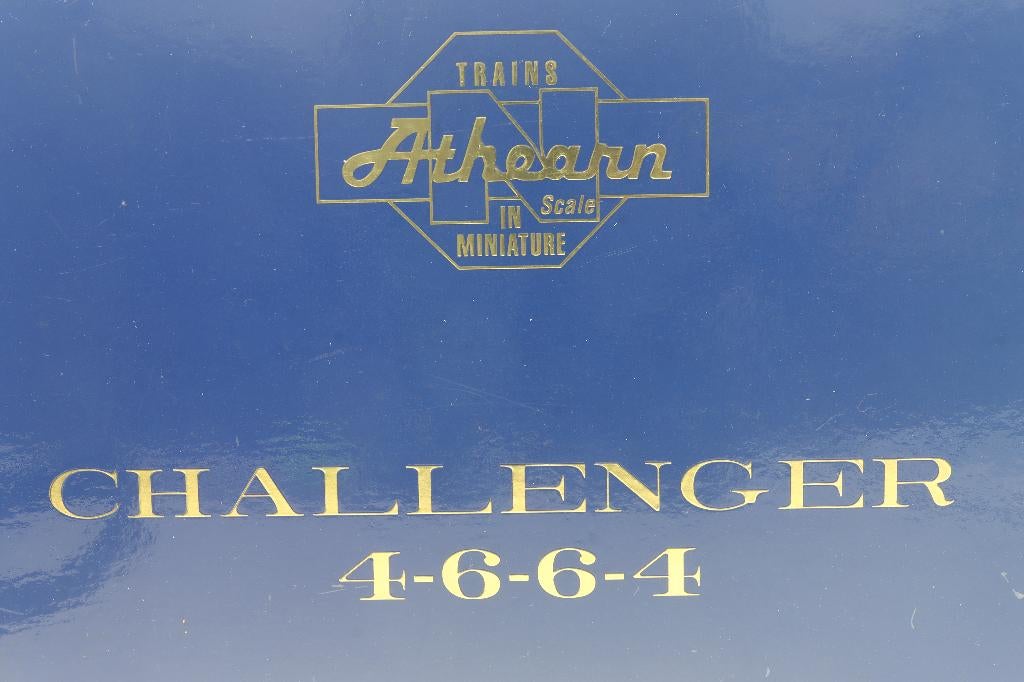 TRAINS
Athearn
N Scale
IN
MINIATURE
CHALLENGER
4-6-6-4